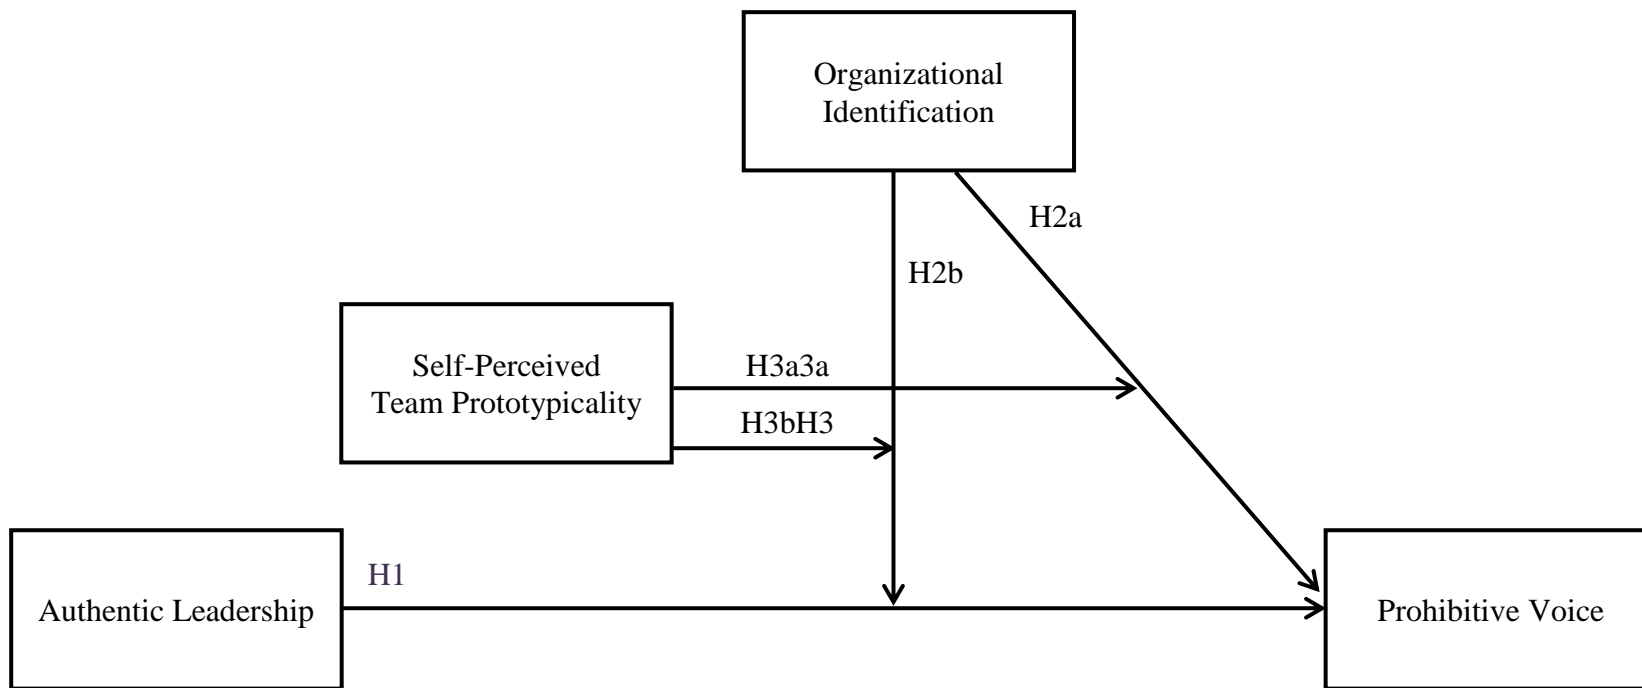 Organizational
Identification
H2a
H2b
Self-Perceived
Team Prototypicality
H3a3a
H3bH3
H1
Authentic Leadership
Prohibitive Voice